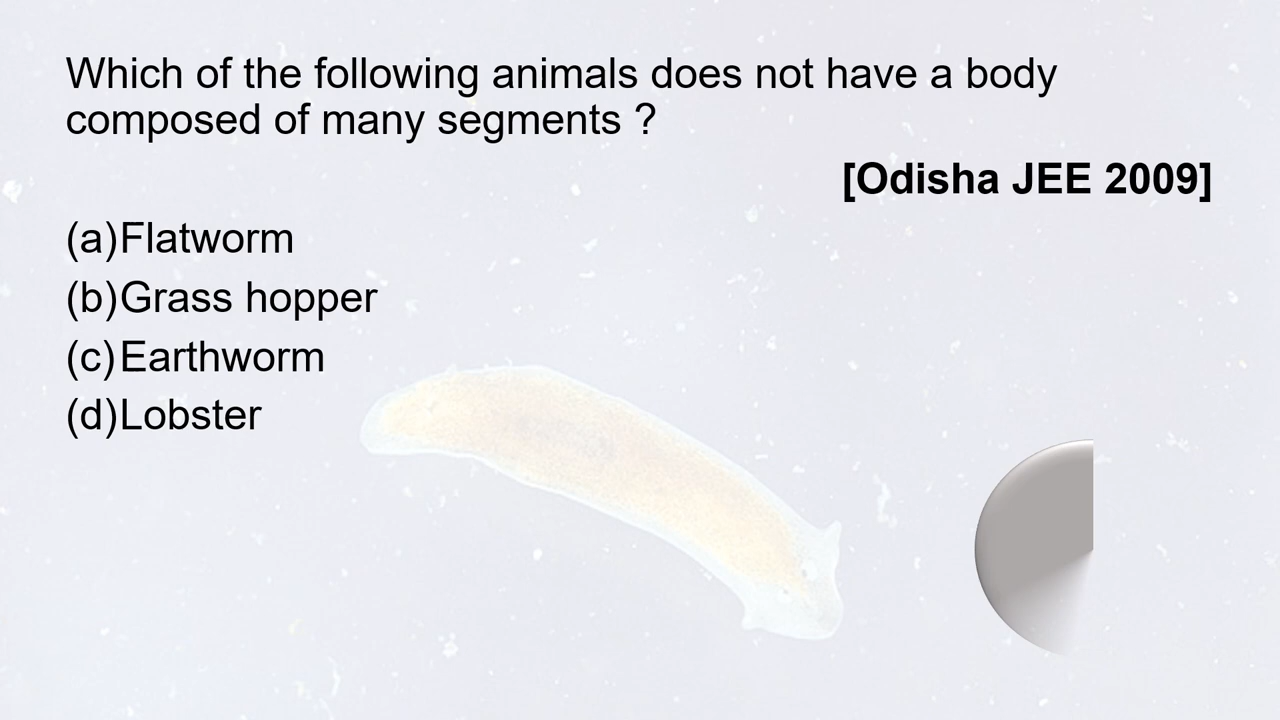 Which of the following animals does not have a body
composed of many segments ?
[Odisha JEE 2009]
(a)Flatworm
(b)Grass hopper
(c)Earthworm
(d)Lobster